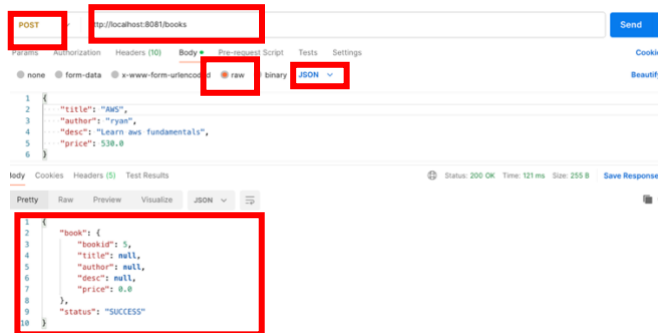 POST
ttp://localhost:8081/books
Send
Params Authorization Headers (10) Body Pre-request Script Tests Settings
Cookie
none form-data x-www-form-urlencoded raw binary JSON
Beautif
1 {
2 "title": "AWS",
3 "author": "ryan",
4 "desc": "Learn aws fundamentals",
5 "price": 530.0
6 }
Body Cookies Headers (5) Test Results
Status: 200 OK Time: 121 ms Size: 255 B Save Response
Pretty Raw Preview Visualize JSON
1 {
2 "book": {
3 "bookid": 5,
4 "title": null,
5 "author": null,
6 "desc": null,
7 "price": 0.0
8 },
9 "status": "SUCCESS"
10 }